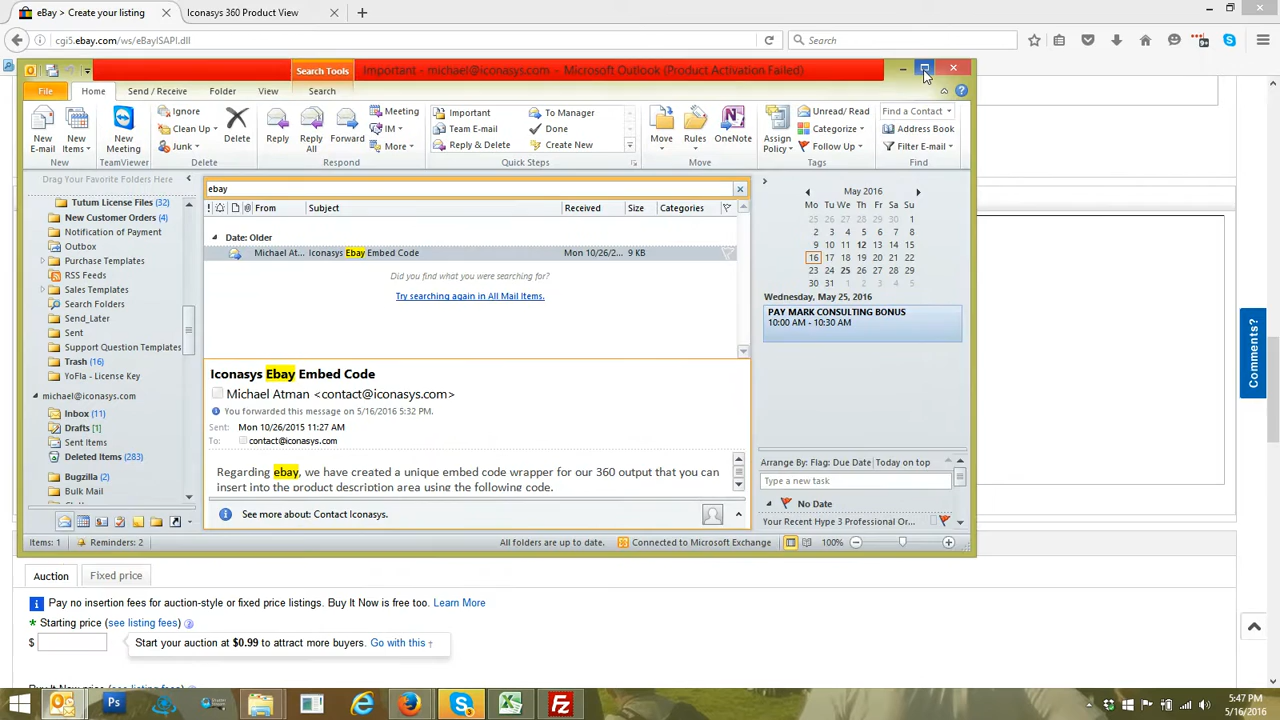 eBay > Create your listing
Iconasys 360 Product View
cgi5.ebay.com/ws/eBayISAPI.dll
Search
Search Tools
Important - michael@iconasys.com - Microsoft Outlook (Product Activation Failed)
File
Home
Send / Receive
Folder
View
Search
New E-mail
New Items
New
New Meeting
TeamViewer
Ignore
Clean Up
Junk
Delete
Delete
Reply
Reply All
Forward
Meeting
IM
More
Respond
Important
Team E-mail
Reply & Delete
To Manager
Done
Create New
Quick Steps
Move
Rules
OneNote
Move
Assign Policy
Unread/ Read
Categorize
Follow Up
Tags
Find a Contact
Address Book
Filter E-mail
Find
Drag Your Favorite Folders Here
Tutum License Files (32)
New Customer Orders (4)
Notification of Payment
Outbox
Purchase Templates
RSS Feeds
Sales Templates
Search Folders
Send_Later
Sent
Support Question Templates
Trash (16)
YoFla - License Key
michael@iconasys.com
Inbox (11)
Drafts [1]
Sent Items
Deleted Items (283)
Bugzilla (2)
Bulk Mail
ebay
From Subject Received Size Categories
Date: Older
Michael At... Iconasys Ebay Embed Code Mon 10/26/2... 9 KB
Did you find what you were searching for?
Try searching again in All Mail Items.
Iconasys Ebay Embed Code
Michael Atman <contact@iconasys.com>
You forwarded this message on 5/16/2016 5:32 PM.
Sent: Mon 10/26/2015 11:27 AM
To: contact@iconasys.com
Regarding ebay, we have created a unique embed code wrapper for our 360 output that you can
insert into the product description area using the following code.
See more about: Contact Iconasys.
May 2016
Mo Tu We Th Fr Sa Su
25 26 27 28 29 30 1
2 3 4 5 6 7 8
9 10 11 12 13 14 15
16 17 18 19 20 21 22
23 24 25 26 27 28 29
30 31 1 2 3 4 5
Wednesday, May 25, 2016
PAY MARK CONSULTING BONUS
10:00 AM - 10:30 AM
Arrange By: Flag: Due Date Today on top
Type a new task
No Date
Your Recent Hype 3 Professional Or...
Items: 1
Reminders: 2
All folders are up to date.
Connected to Microsoft Exchange
100%
Comments?
Auction
Fixed price
Pay no insertion fees for auction-style or fixed price listings. Buy It Now is free too. Learn More
* Starting price (see listing fees)
$
Start your auction at $0.99 to attract more buyers. Go with this ↑
Buy It Now price (see listing fees)
5:47 PM
5/16/2016